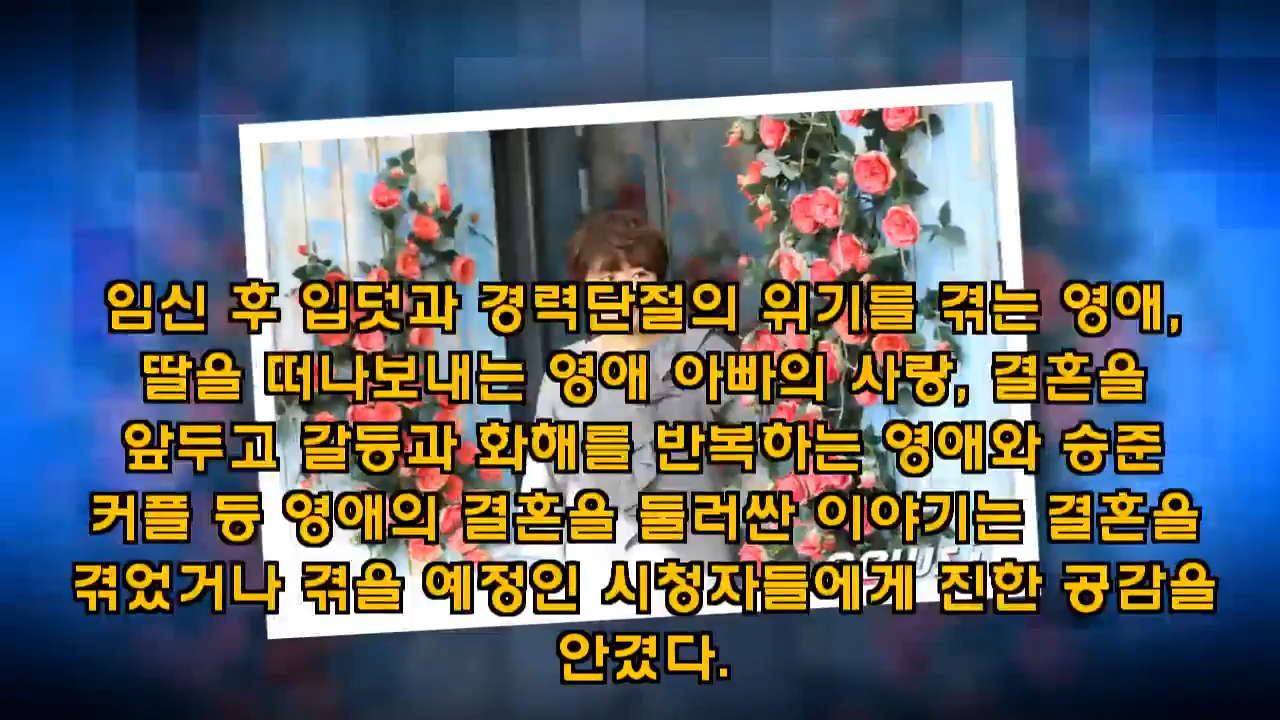 임신 후 입덧과 경력단절의 위기를 겪는 영애,
딸을 떠나보내는 영애 아빠의 사랑, 결혼을
앞두고 갈등과 화해를 반복하는 영애와 승준
커플 등 영애의 결혼을 둘러싼 이야기는 결혼을
겪었거나 겪을 예정인 시청자들에게 진한 공감을
안겼다.